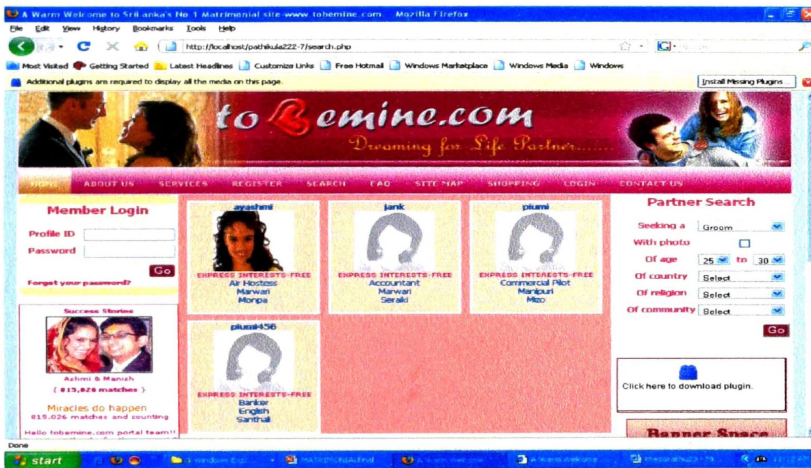 A Warm Welcome to SriLanka's No 1 Matrimonial site-www tobemine.com - Mozilla Firefox
File Edit View History Bookmarks Tools Help
http://localhost/pathikula222-7/search.php
Most Visited Getting Started Latest Headlines Customize Links Free Hotmail Windows Marketplace Windows Media Windows
Additional plugins are required to display all the media on this page.
Install Missing Plugins
to Bemine.com
Dreaming for Life Partner......
HOME ABOUT US SERVICES REGISTER SEARCH FAQ SITE MAP SHOPPING LOGIN CONTACT US
Member Login
Profile ID
Password
Go
Forget your password?
Success Stories
Azhmi & Manish
( 815,026 matches )
Miracles do happen
815,026 matches and counting
Hello tobemine.com portal team!!
ayashmi
EXPRESS INTERESTS-FREE
Air Hostess
Marwari
Monpa
jank
EXPRESS INTERESTS-FREE
Accountant
Marwari
Seraiki
piumi
EXPRESS INTERESTS-FREE
Commercial Pilot
Manipuri
Mizo
piumi456
EXPRESS INTERESTS-FREE
Banker
English
Santhali
Partner Search
Seeking a Groom
With photo
Of age 25 to 30
Of country Select
Of religion Select
Of community Select
Go
Click here to download plugin.
Banner Space
Done
start